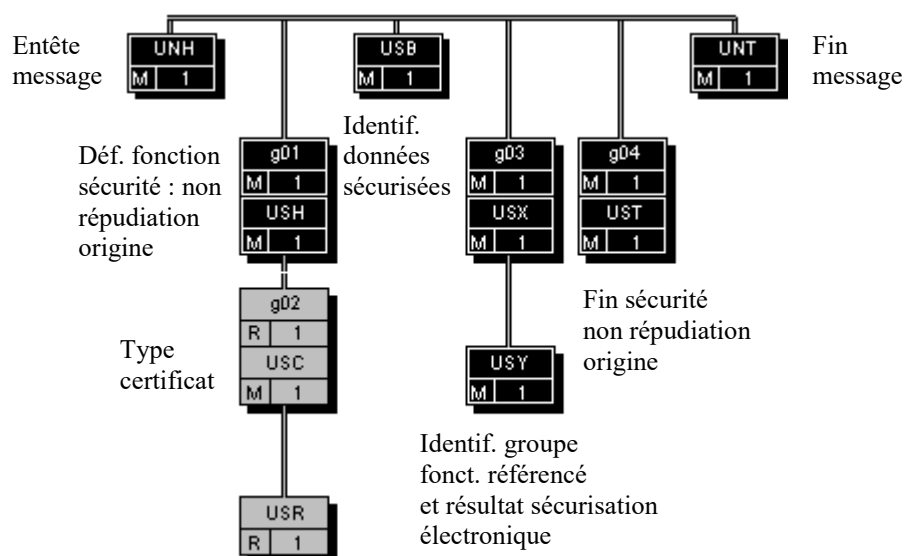 Entête
message
UNH
M 1
USB
M 1
UNT
M 1
Fin
message
Déf. fonction
sécurité : non
répudiation
origine
g01
M 1
USH
M 1
Identif.
données
sécurisées
g03
M 1
USX
M 1
g04
M 1
UST
M 1
Type
certificat
g02
R 1
USC
M 1
USY
M 1
Fin sécurité
non répudiation
origine
Identif. groupe
fonct. référencé
et résultat sécurisation
électronique
USR
R 1